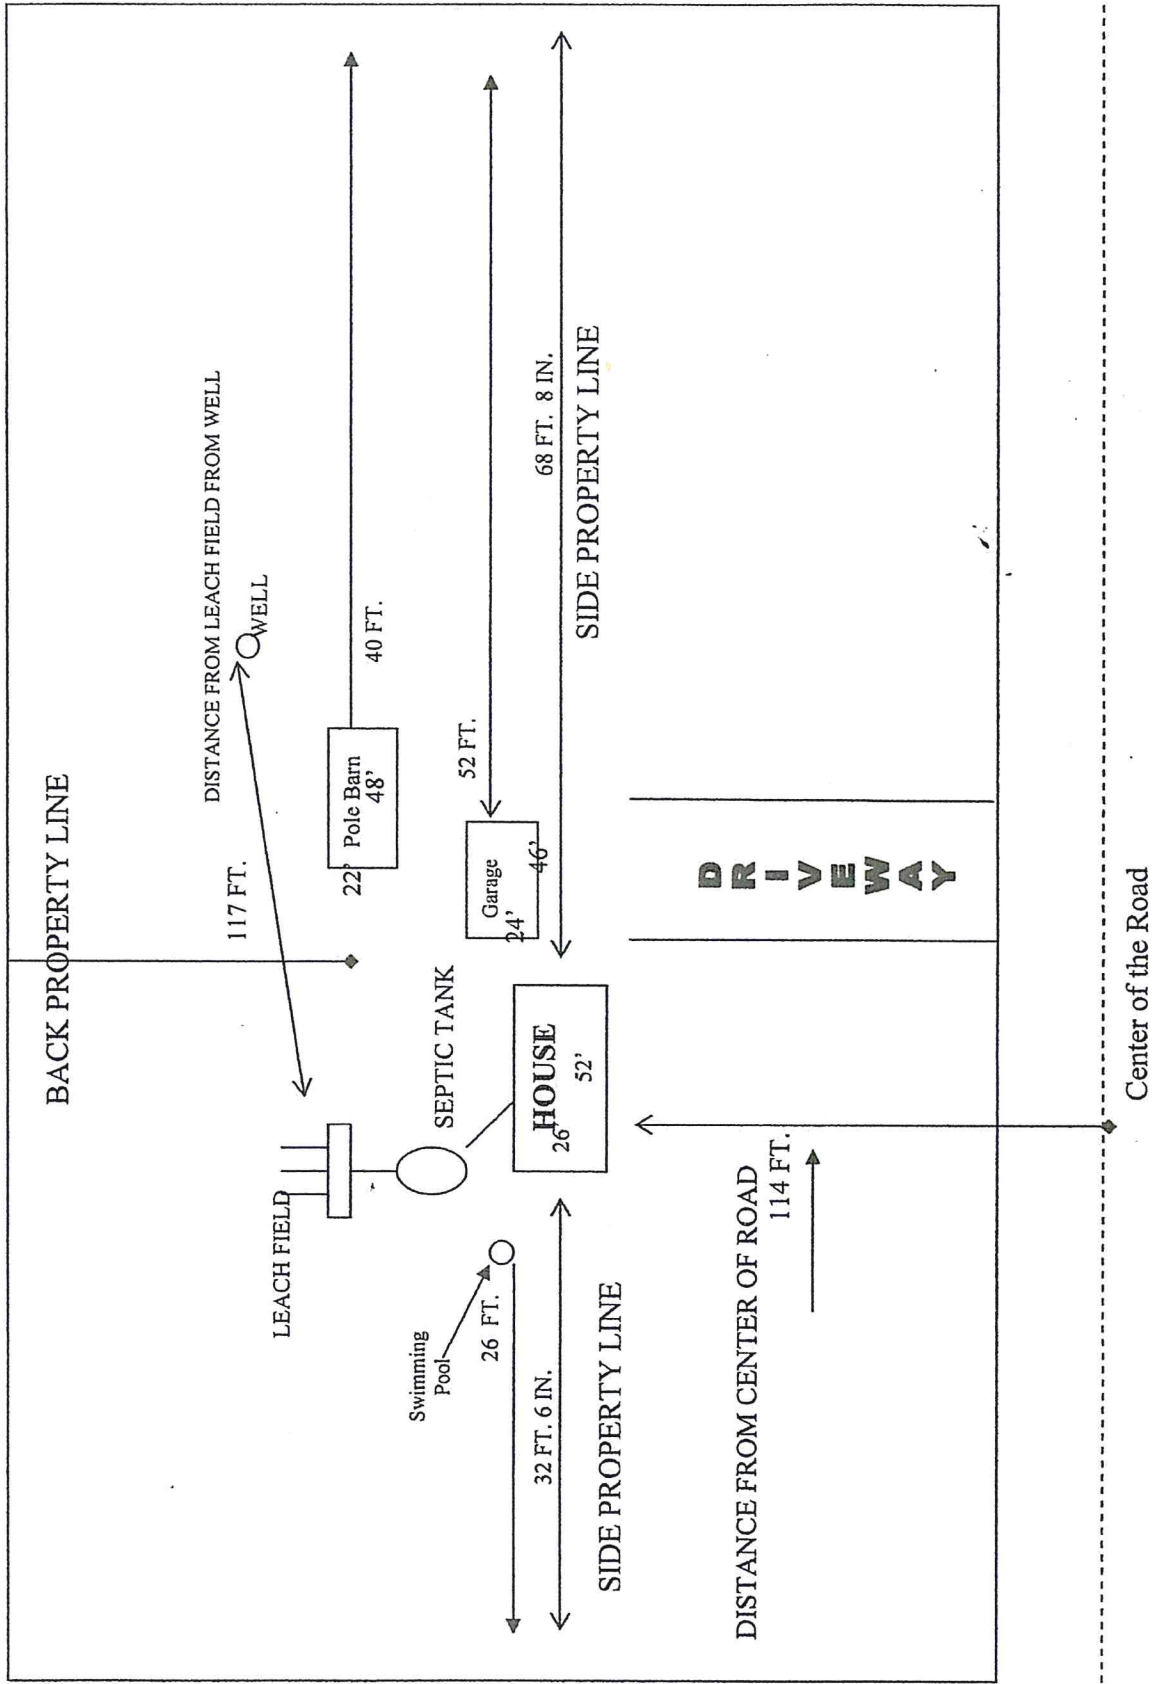 BACK PROPERTY LINE
DISTANCE FROM LEACH FIELD FROM WELL
117 FT.
WELL
LEACH FIELD
22'
Pole Barn
48'
40 FT.
SEPTIC TANK
Swimming
Pool
26 FT.
Garage
24'
46'
52 FT.
HOUSE
26'
52'
32 FT. 6 IN.
68 FT. 8 IN.
SIDE PROPERTY LINE
SIDE PROPERTY LINE
DISTANCE FROM CENTER OF ROAD
114 FT.
DRIVEWAY
Center of the Road